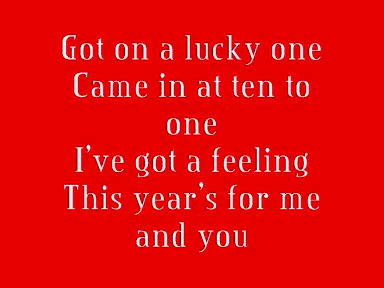 Got on a lucky one
Came in at ten to
one
I've got a feeling
This year's for me
and you